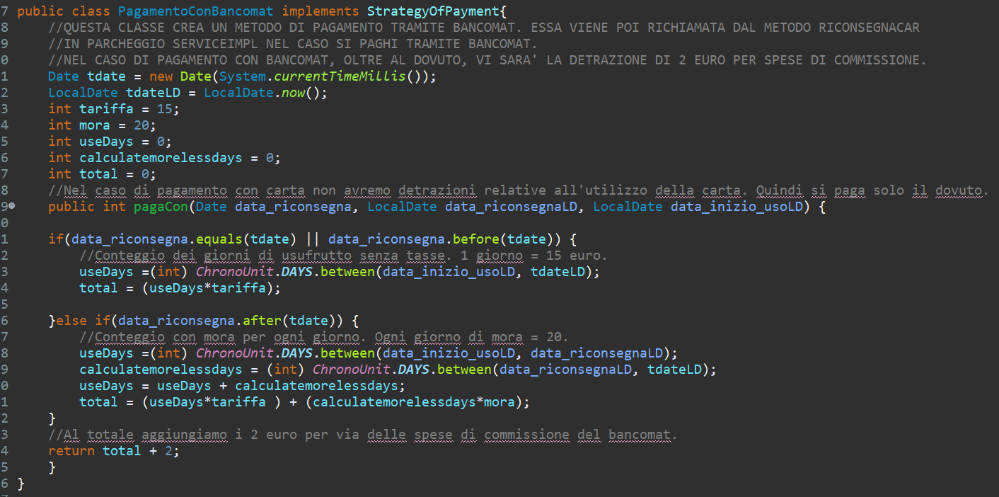 7 public class PagamentoConBancomat implements StrategyOfPayment{
8 //QUESTA CLASSE CREA UN METODO DI PAGAMENTO TRAMITE BANCOMAT. ESSA VIENE POI RICHIAMATA DAL METODO RICONSEGNACAR
9 //IN PARCHEGGIO SERVICEIMPL NEL CASO SI PAGHI TRAMITE BANCOMAT.
0 //NEL CASO DI PAGAMENTO CON BANCOMAT, OLTRE AL DOVUTO, VI SARA' LA DETRAZIONE DI 2 EURO PER SPESE DI COMMISSIONE.
1 Date tdate = new Date(System.currentTimeMillis());
2 LocalDate tdateLD = LocalDate.now();
3 int tariffa = 15;
4 int mora = 20;
5 int useDays = 0;
6 int calculatemorelessdays = 0;
7 int total = 0;
8 //Nel caso di pagamento con carta non avremo detrazioni relative all'utilizzo della carta. Quindi si paga solo il dovuto.
9 public int pagaCon(Date data_riconsegna, LocalDate data_riconsegnaLD, LocalDate data_inizio_usoLD) {
0
1 if(data_riconsegna.equals(tdate) || data_riconsegna.before(tdate)) {
2 //Conteggio dei giorni di usufrutto senza tasse. 1 giorno = 15 euro.
3 useDays =(int) ChronoUnit.DAYS.between(data_inizio_usoLD, tdateLD);
4 total = (useDays*tariffa);
5
6 }else if(data_riconsegna.after(tdate)) {
7 //Conteggio con mora per ogni giorno. Ogni giorno di mora = 20.
8 useDays =(int) ChronoUnit.DAYS.between(data_inizio_usoLD, data_riconsegnaLD);
9 calculatemorelessdays = (int) ChronoUnit.DAYS.between(data_riconsegnaLD, tdateLD);
0 useDays = useDays + calculatemorelessdays;
1 total = (useDays*tariffa ) + (calculatemorelessdays*mora);
2 }
3 //Al totale aggiungiamo i 2 euro per via delle spese di commissione del bancomat.
4 return total + 2;
5 }
6 }